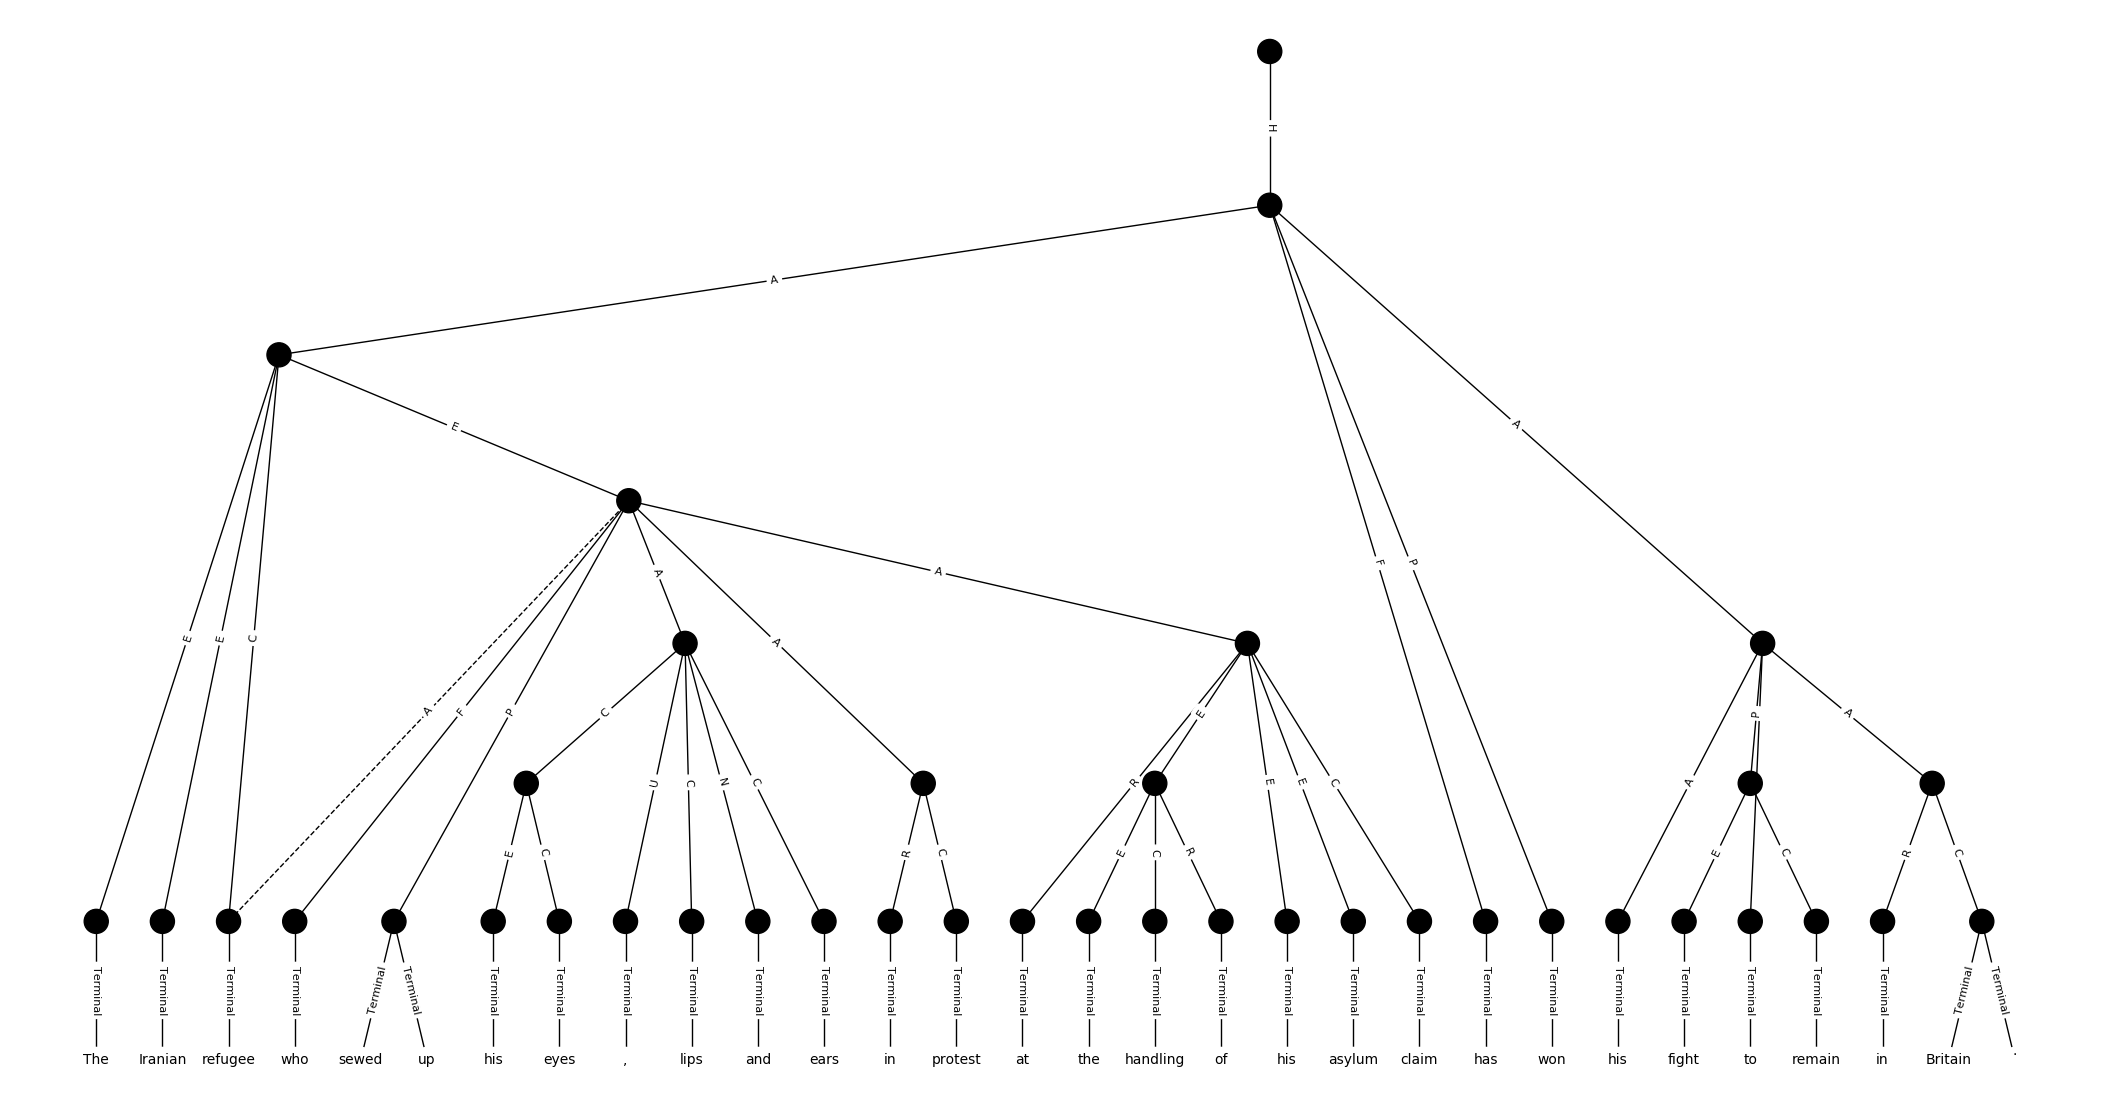 H
A
E
A
A
A
A
F
P
E
E
C
A
F
P
C
A
E
P
A
R
U
C
N
C
E
E
C
A
E
C
R
C
E
C
R
E
C
R
C
Terminal Terminal Terminal Terminal Terminal Terminal Terminal Terminal Terminal Terminal Terminal Terminal Terminal Terminal Terminal Terminal Terminal Terminal Terminal Terminal Terminal Terminal Terminal Terminal Terminal Terminal Terminal Terminal Terminal Terminal
The Iranian refugee who sewed up his eyes , lips and ears in protest at the handling of his asylum claim has won his fight to remain in Britain .